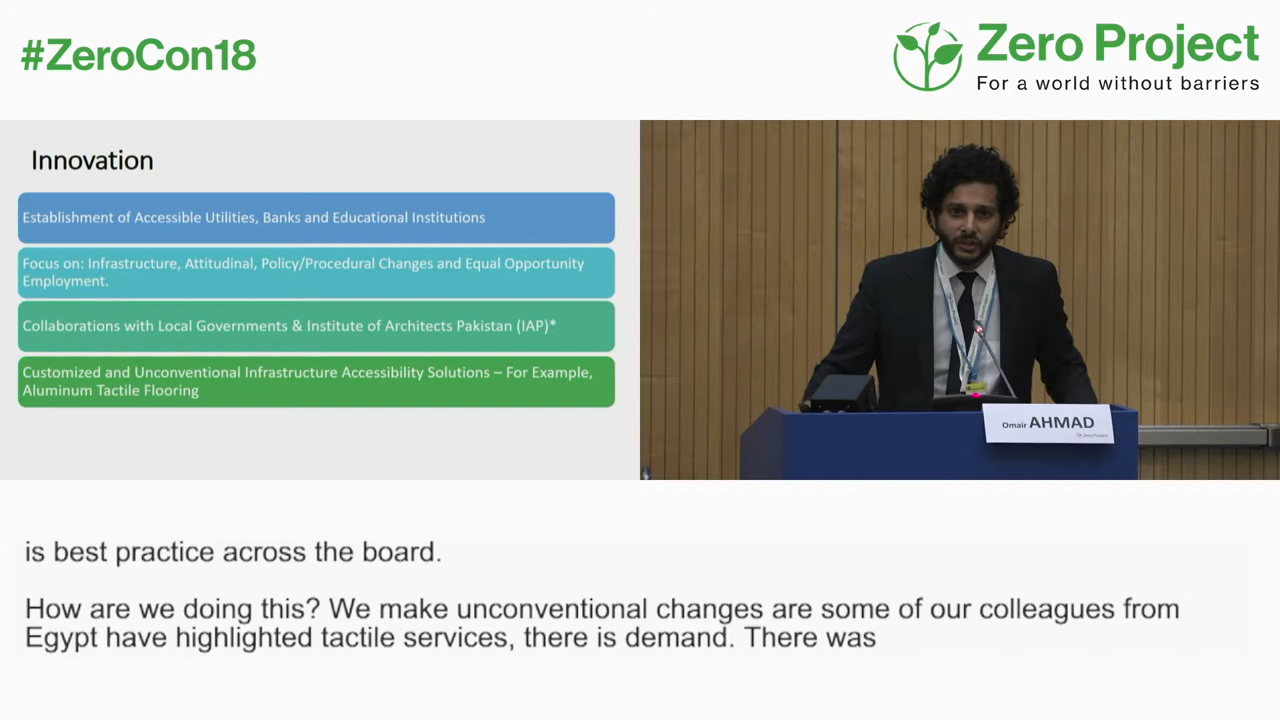 #ZeroCon18
Zero Project
For a world without barriers
Innovation
Establishment of Accessible Utilities, Banks and Educational Institutions
Focus on: Infrastructure, Attitudinal, Policy/Procedural Changes and Equal Opportunity
Employment.
Collaborations with Local Governments & Institute of Architects Pakistan (IAP)*
Customized and Unconventional Infrastructure Accessibility Solutions – For Example,
Aluminum Tactile Flooring
Omair AHMAD
Zero Project
is best practice across the board.
How are we doing this? We make unconventional changes are some of our colleagues from
Egypt have highlighted tactile services, there is demand. There was